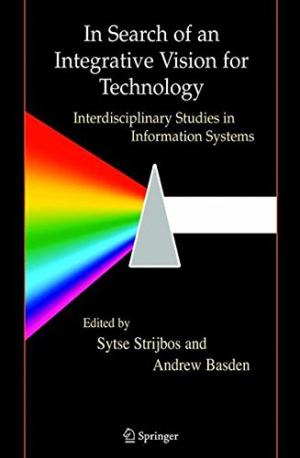 In Search of an
Integrative Vision for
Technology
Interdisciplinary Studies in
Information Systems
Edited by
Sytse Strijbos and
Andrew Basden
Springer